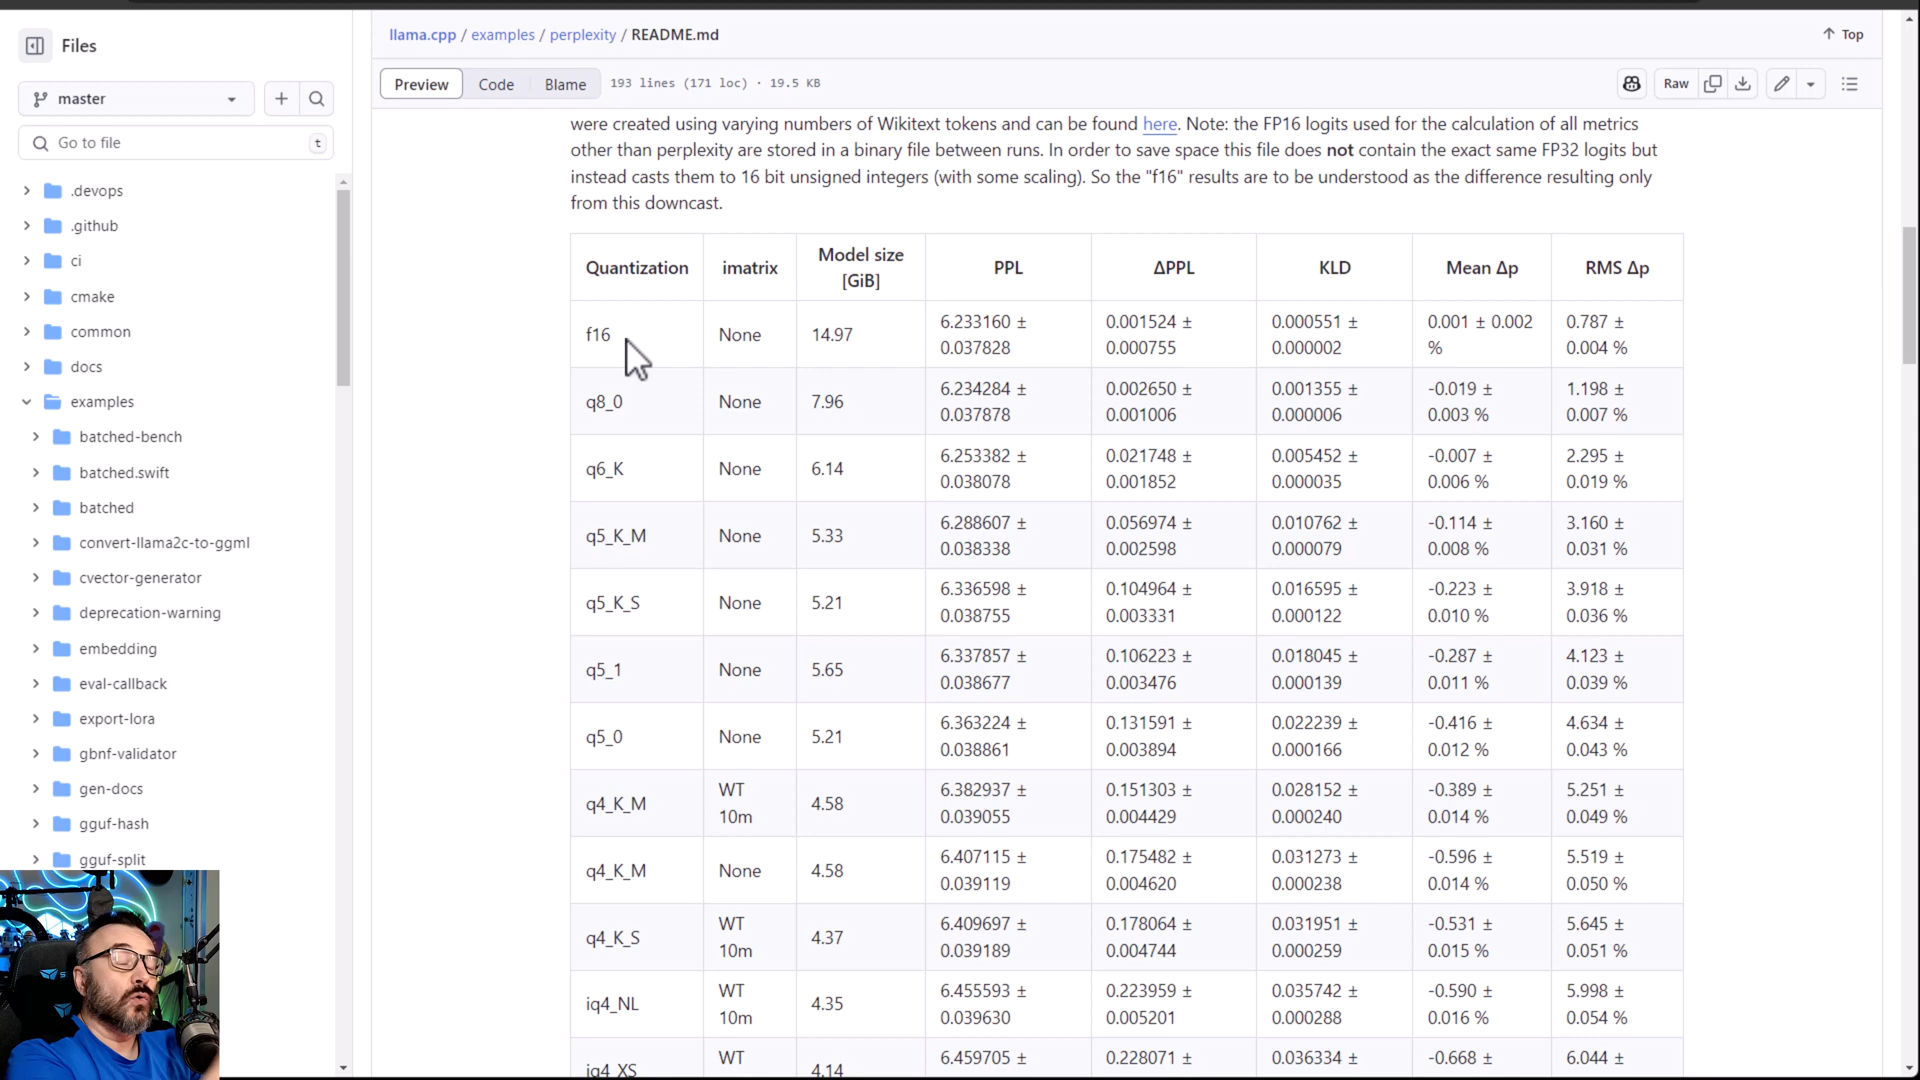 Files
master
Go to file
t
.devops
.github
ci
cmake
common
docs
examples
batched-bench
batched.swift
batched
convert-llama2c-to-ggml
cvector-generator
deprecation-warning
embedding
eval-callback
export-lora
gbnf-validator
gen-docs
gguf-hash
gguf-split
llama.cpp / examples / perplexity / README.md
Top
Preview Code Blame 193 lines (171 loc) · 19.5 KB
Raw
were created using varying numbers of Wikitext tokens and can be found here. Note: the FP16 logits used for the calculation of all metrics
other than perplexity are stored in a binary file between runs. In order to save space this file does not contain the exact same FP32 logits but
instead casts them to 16 bit unsigned integers (with some scaling). So the "f16" results are to be understood as the difference resulting only
from this downcast.
Quantization imatrix Model size [GiB] PPL ΔPPL KLD Mean Δp RMS Δp
f16 None 14.97 6.233160 ± 0.037828 0.001524 ± 0.000755 0.000551 ± 0.000002 0.001 ± 0.002 % 0.787 ± 0.004 %
q8_0 None 7.96 6.234284 ± 0.037878 0.002650 ± 0.001006 0.001355 ± 0.000006 -0.019 ± 0.003 % 1.198 ± 0.007 %
q6_K None 6.14 6.253382 ± 0.038078 0.021748 ± 0.001852 0.005452 ± 0.000035 -0.007 ± 0.006 % 2.295 ± 0.019 %
q5_K_M None 5.33 6.288607 ± 0.038338 0.056974 ± 0.002598 0.010762 ± 0.000079 -0.114 ± 0.008 % 3.160 ± 0.031 %
q5_K_S None 5.21 6.336598 ± 0.038755 0.104964 ± 0.003331 0.016595 ± 0.000122 -0.223 ± 0.010 % 3.918 ± 0.036 %
q5_1 None 5.65 6.337857 ± 0.038677 0.106223 ± 0.003476 0.018045 ± 0.000139 -0.287 ± 0.011 % 4.123 ± 0.039 %
q5_0 None 5.21 6.363224 ± 0.038861 0.131591 ± 0.003894 0.022239 ± 0.000166 -0.416 ± 0.012 % 4.634 ± 0.043 %
q4_K_M WT 10m 4.58 6.382937 ± 0.039055 0.151303 ± 0.004429 0.028152 ± 0.000240 -0.389 ± 0.014 % 5.251 ± 0.049 %
q4_K_M None 4.58 6.407115 ± 0.039119 0.175482 ± 0.004620 0.031273 ± 0.000238 -0.596 ± 0.014 % 5.519 ± 0.050 %
q4_K_S WT 10m 4.37 6.409697 ± 0.039189 0.178064 ± 0.004744 0.031951 ± 0.000259 -0.531 ± 0.015 % 5.645 ± 0.051 %
iq4_NL WT 10m 4.35 6.455593 ± 0.039630 0.223959 ± 0.005201 0.035742 ± 0.000288 -0.590 ± 0.016 % 5.998 ± 0.054 %
iq4_XS WT 4.14 6.459705 ± 0.228071 ± 0.036334 ± -0.668 ± 6.044 ±